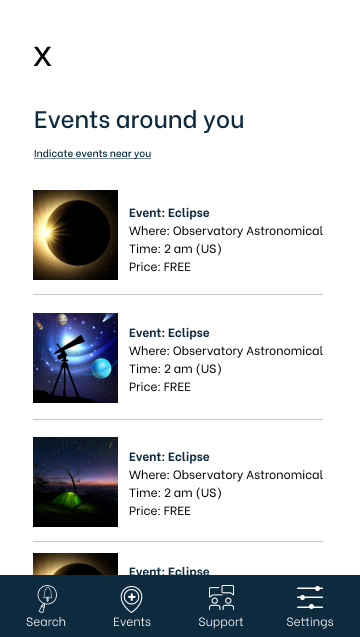 X
Events around you
Indicate events near you
Event: Eclipse
Where: Observatory Astronomical
Time: 2 am (US)
Price: FREE
Event: Eclipse
Where: Observatory Astronomical
Time: 2 am (US)
Price: FREE
Event: Eclipse
Where: Observatory Astronomical
Time: 2 am (US)
Price: FREE
Event: Eclipse
Search
Events
Support
Settings